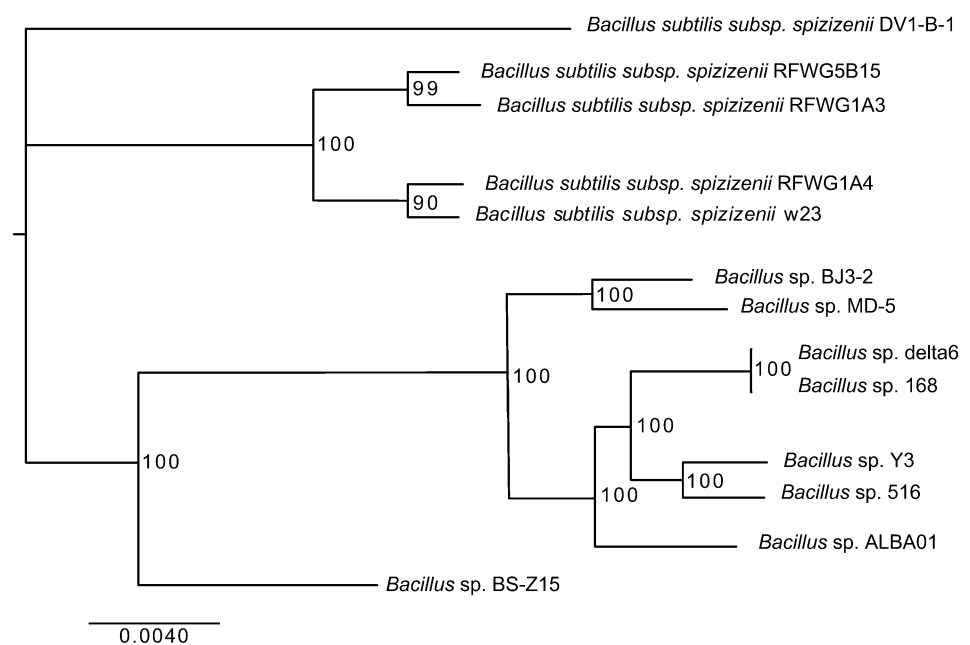 Bacillus subtilis subsp. spizizenii DV1-B-1
Bacillus subtilis subsp. spizizenii RFWG5B15
99
Bacillus subtilis subsp. spizizenii RFWG1A3
100
Bacillus subtilis subsp. spizizenii RFWG1A4
90
Bacillus subtilis subsp. spizizenii w23
Bacillus sp. BJ3-2
100
Bacillus sp. MD-5
Bacillus sp. delta6
100
100
Bacillus sp. 168
100
Bacillus sp. Y3
100
100
Bacillus sp. 516
100
Bacillus sp. ALBA01
Bacillus sp. BS-Z15
0.0040